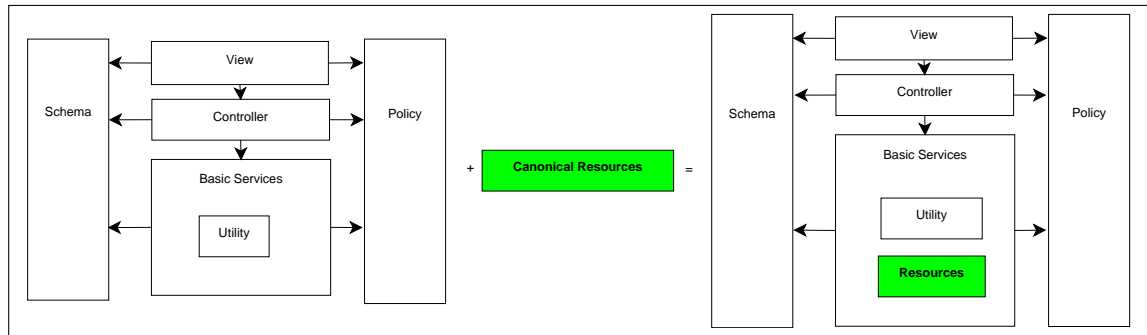 View
Schema
Controller
Policy
Basic Services
Utility
+
Canonical Resources
=
View
Schema
Controller
Policy
Basic Services
Utility
Resources